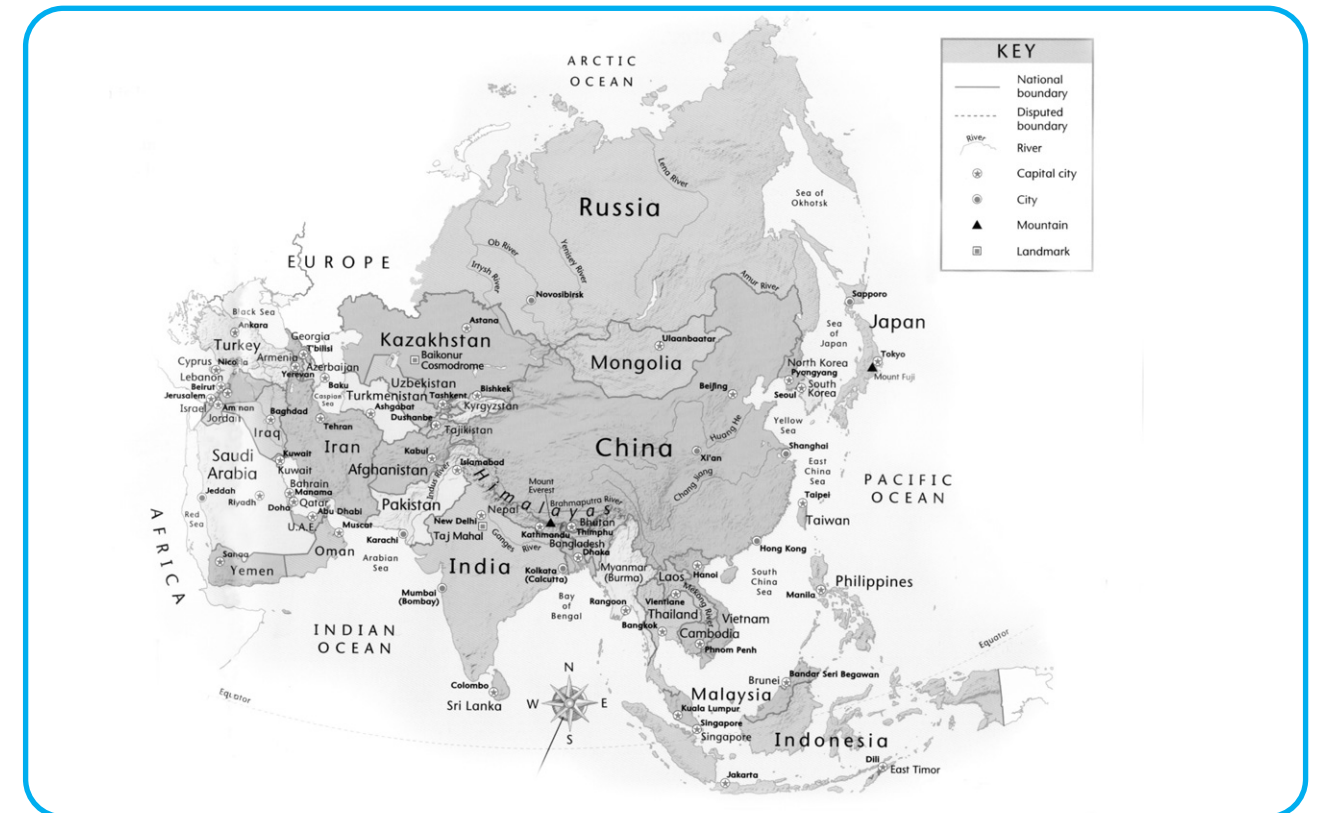 ARCTIC
OCEAN
KEY
National
boundary
Disputed
boundary
River
River
Capital city
City
Mountain
Landmark
Lena River
Sea of
Okhotsk
Russia
EUROPE
Ob River
Irtysh River
Yenisey River
Amur River
Novosibirsk
Sapporo
Black Sea
Ankara
Georgia
T'bilisi
Astana
Kazakhstan
Baikonur
Cosmodrome
Ulaanbaatar
Mongolia
Sea
of
Japan
Japan
Tokyo
Mount Fuji
Turkey
Armenia
Azerbaijan
Cyprus
Nicosia
Yerevan
Lebanon
Beirut
Baku
Jerusalem
Caspian
Sea
Israel
Amman
Jordan
Uzbekistan
Bishkek
Turkmenistan
Tashkent
Kyrgyzstan
Ashgabat
Dushanbe
Tajikistan
Beijing
North Korea
Pyongyang
South
Korea
Seoul
Yellow
Sea
Baghdad
Iraq
Tehran
Iran
Kabul
Afghanistan
Islamabad
Indus River
China
Huang He
Xi'an
Chang Jiang
Shanghai
East
China
Sea
PACIFIC
OCEAN
Saudi
Arabia
Kuwait
Kuwait
Bahrain
Manama
Jeddah
Riyadh
Doha
Qatar
Abu Dhabi
U.A.E.
Muscat
Red
Sea
AFRICA
Pakistan
Himalayas
Mount
Everest
Brahmaputra River
Nepal
Bhutan
New Delhi
Taj Mahal
Kathmandu
Thimphu
Ganges
River
Bangladesh
Dhaka
Taipei
Taiwan
Karachi
Oman
Arabian
Sea
Sanaa
Yemen
India
Kolkata
(Calcutta)
Myanmar
(Burma)
Laos
Hanoi
Hong Kong
South
China
Sea
Philippines
Manila
Mumbai
(Bombay)
Bay
of
Bengal
Rangoon
Vientiane
Mekong River
Thailand
Vietnam
Bangkok
Cambodia
Phnom Penh
INDIAN
OCEAN
Equator
Equator
Colombo
Sri Lanka
N
W
E
S
Brunei
Bandar Seri Begawan
Malaysia
Kuala Lumpur
Singapore
Singapore
Indonesia
Dili
East Timor
Jakarta